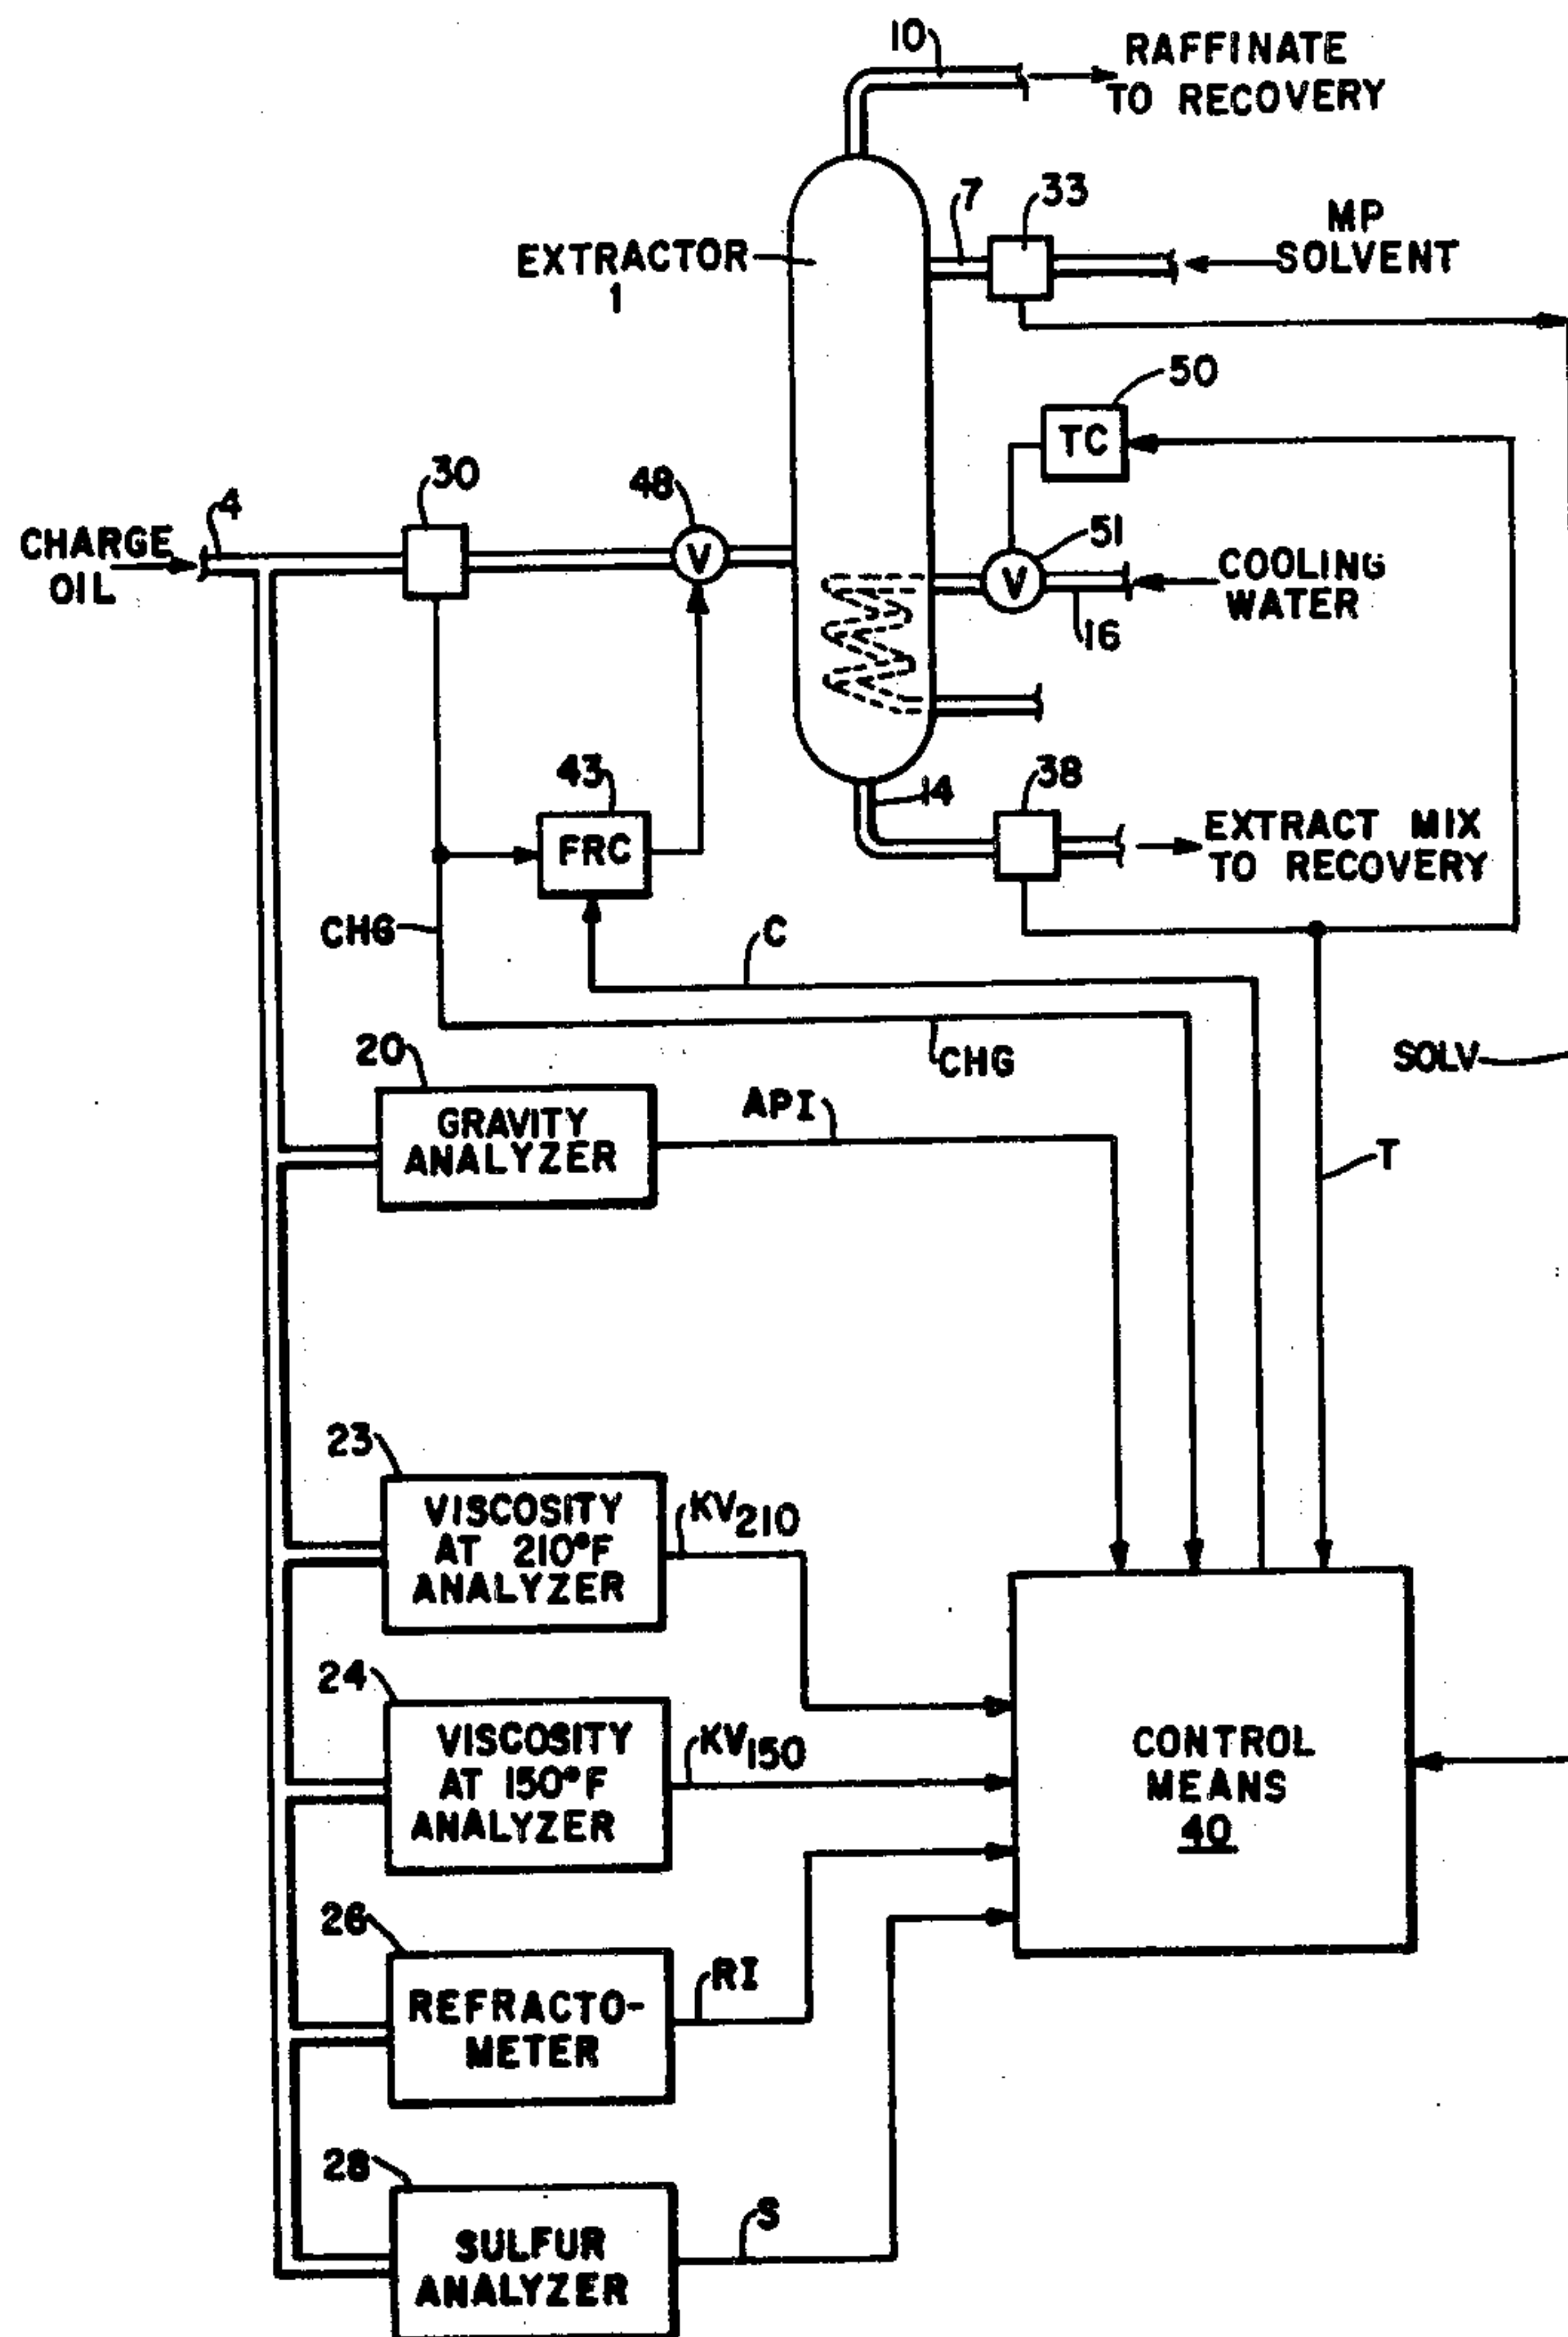 10
RAFFINATE
TO RECOVERY
7
33
MP
SOLVENT
EXTRACTOR
1
50
TC
30
48
4
CHARGE
OIL
V
51
V
COOLING
WATER
16
43
FRC
14
38
EXTRACT MIX
TO RECOVERY
CHG
C
CHG
SOLV
20
GRAVITY
ANALYZER
API
T
23
VISCOSITY
AT 210°F
ANALYZER
KV210
24
VISCOSITY
AT 150°F
ANALYZER
KV150
CONTROL
MEANS
40
26
REFRACTO-
METER
RI
28
SULFUR
ANALYZER
S